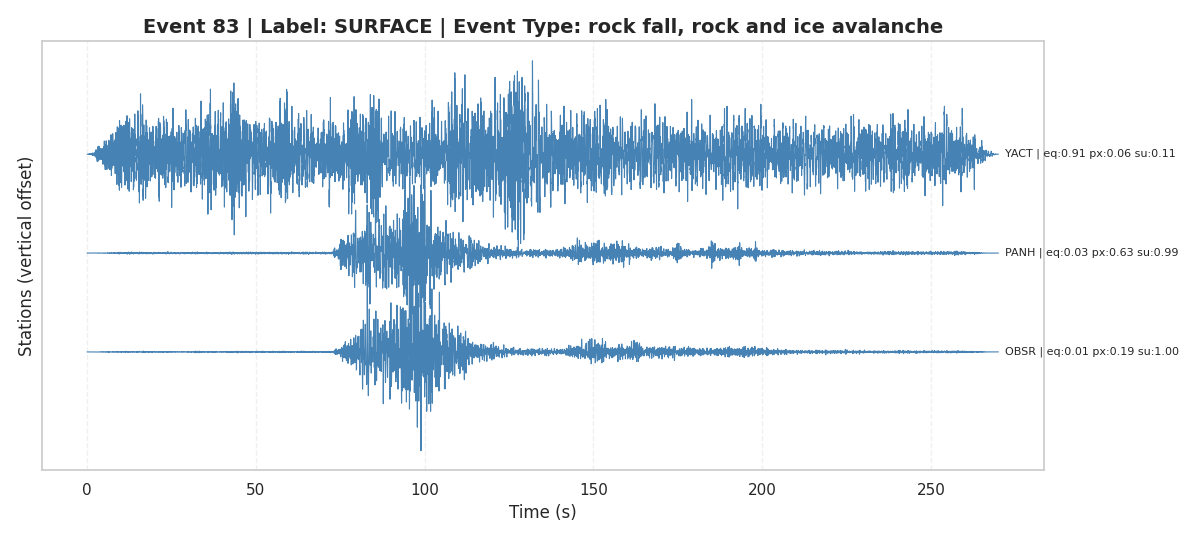 Event 83 | Label: SURFACE | Event Type: rock fall, rock and ice avalanche
Stations (vertical offset)
YACT | eq:0.91 px:0.06 su:0.11
PANH | eq:0.03 px:0.63 su:0.99
OBSR | eq:0.01 px:0.19 su:1.00
0 50 100 150 200 250
Time (s)